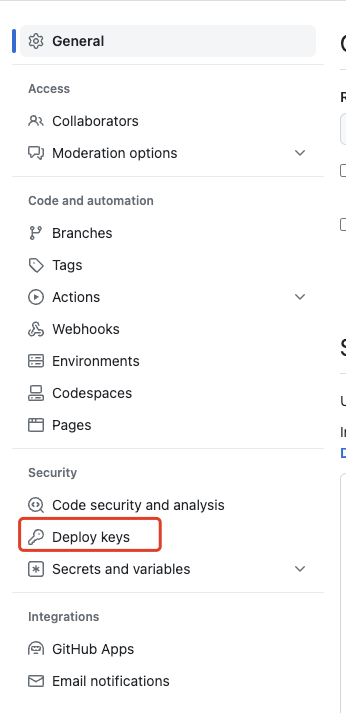 General
Access
Collaborators
Moderation options
Code and automation
Branches
Tags
Actions
Webhooks
Environments
Codespaces
Pages
Security
Code security and analysis
Deploy keys
Secrets and variables
Integrations
GitHub Apps
Email notifications